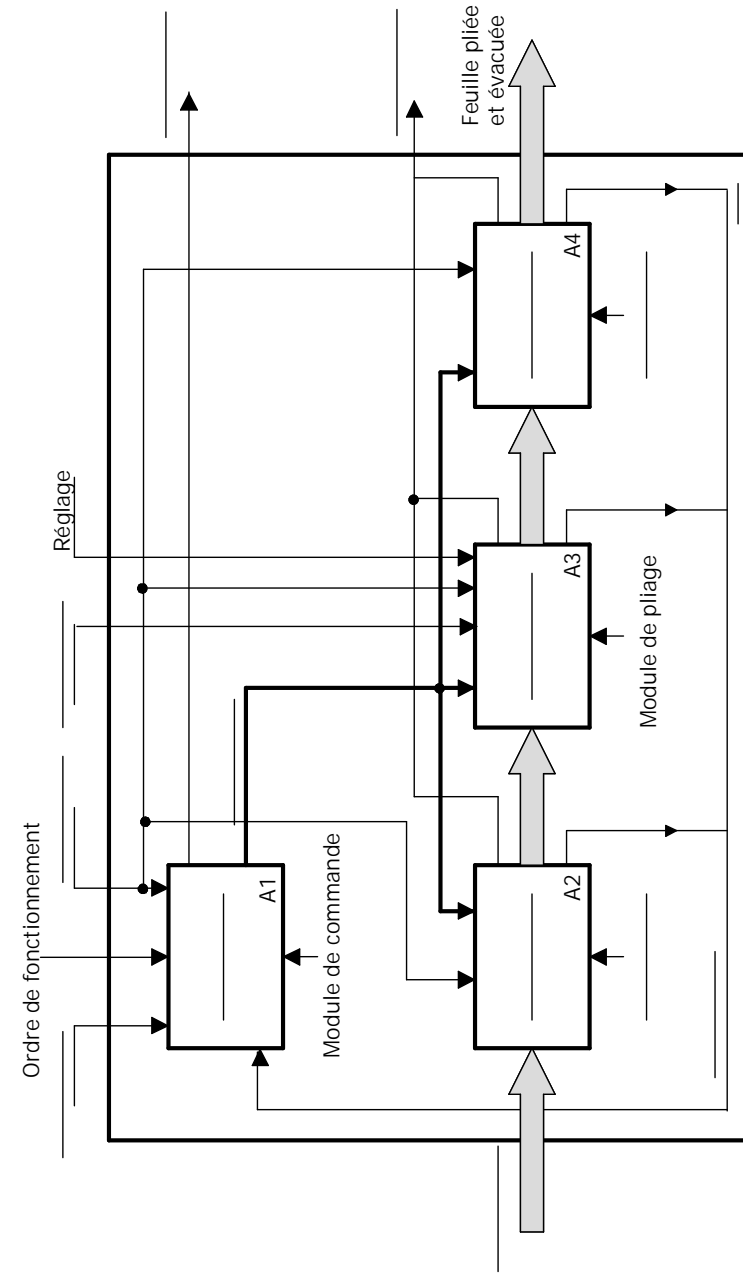 Ordre de fonctionnement
Réglage
A1
Module de commande
Feuille pliée
et évacuée
A2
A3
A4
Module de pliage